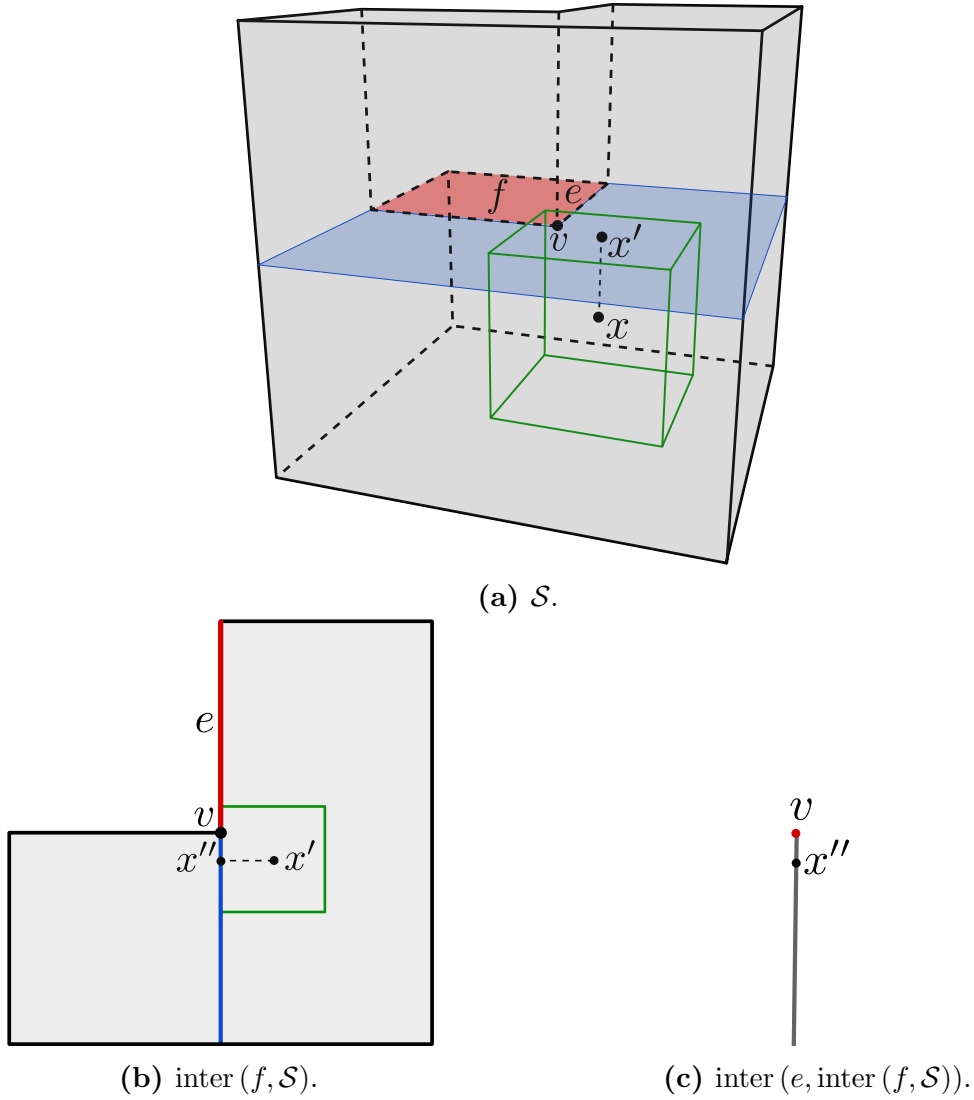 f
e
v
x′
x
(a) 𝒮.
e
v
x″
x′
v
x″
(b) inter (f, 𝒮).
(c) inter (e, inter (f, 𝒮)).